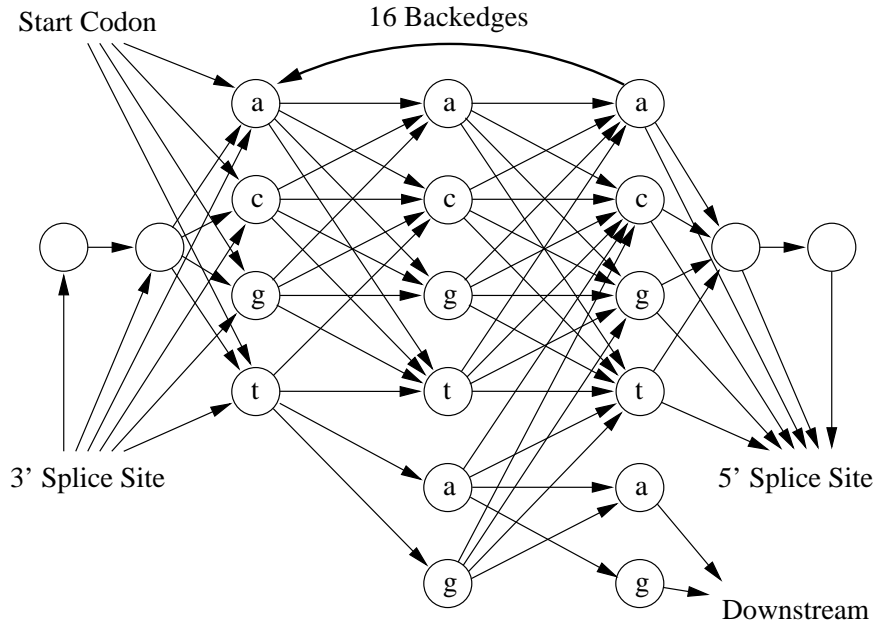 16 Backedges
Start Codon
a a a
c c c
g g g
t t t
3’ Splice Site
5’ Splice Site
a a
g g
Downstream